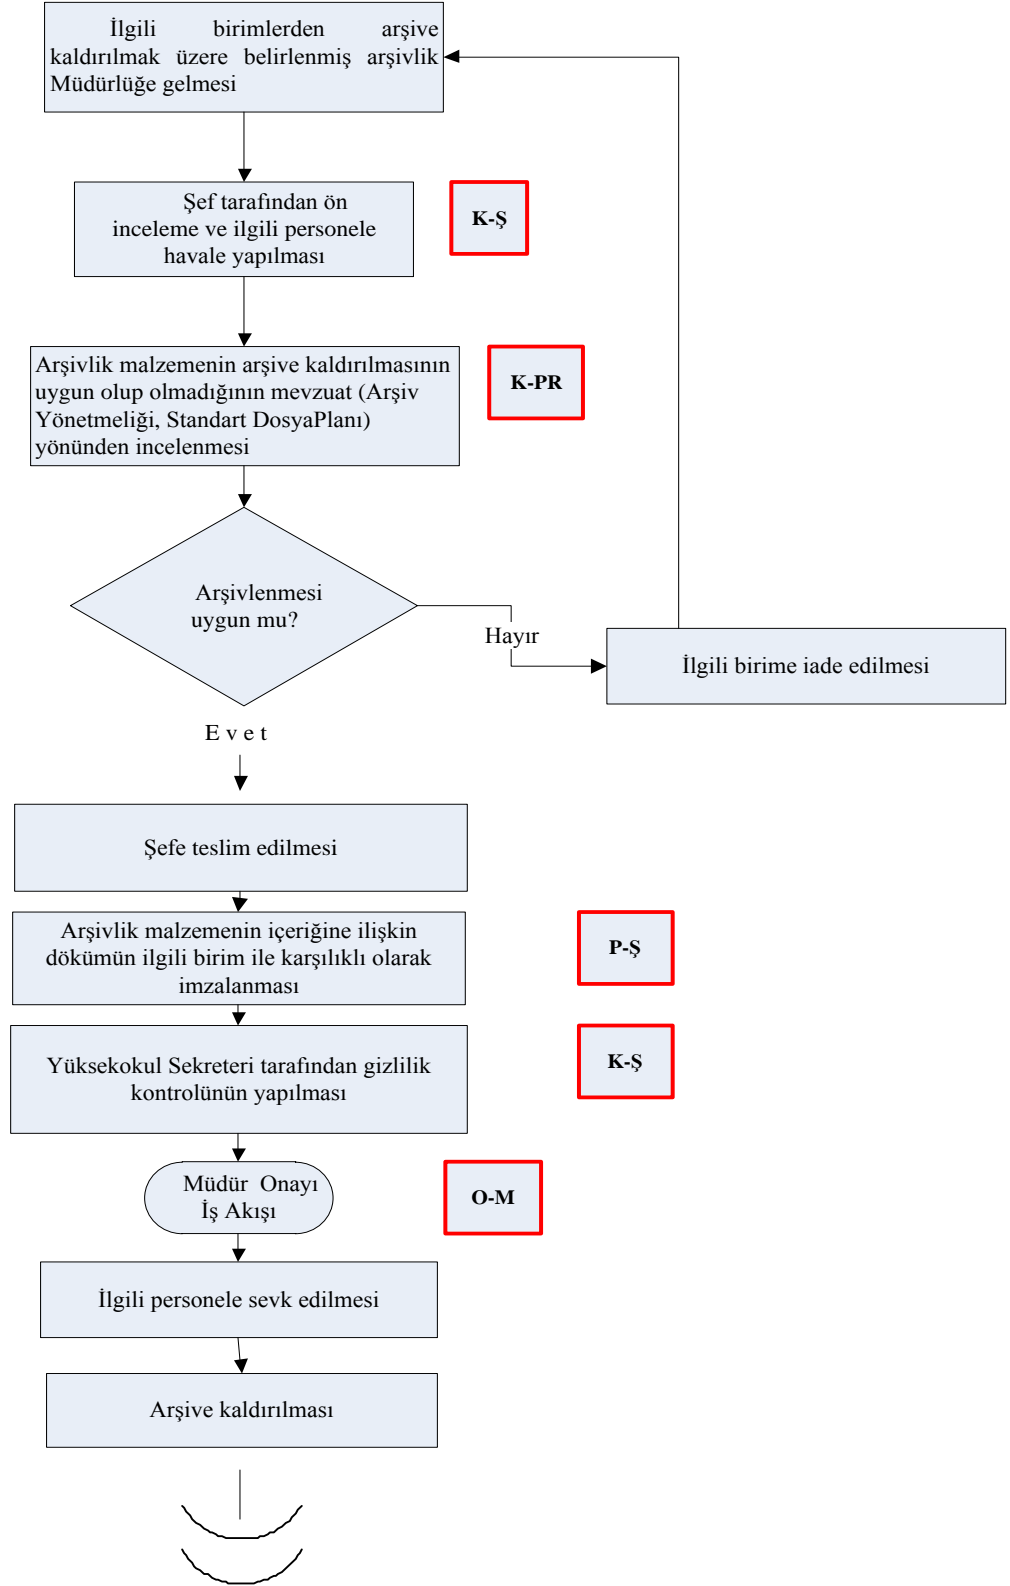 İlgili birimlerden arşive
kaldırılmak üzere belirlenmiş arşivlik
Müdürlüğe gelmesi
Şef tarafından ön
inceleme ve ilgili personele
havale yapılması
K-Ş
Arşivlik malzemenin arşive kaldırılmasının
uygun olup olmadığının mevzuat (Arşiv
Yönetmeliği, Standart DosyaPlanı)
yönünden incelenmesi
K-PR
Arşivlenmesi
uygun mu?
Hayır
İlgili birime iade edilmesi
E v e t
Şefe teslim edilmesi
Arşivlik malzemenin içeriğine ilişkin
dökümün ilgili birim ile karşılıklı olarak
imzalanması
P-Ş
Yüksekokul Sekreteri tarafından gizlilik
kontrolünün yapılması
K-Ş
Müdür Onayı
İş Akışı
O-M
İlgili personele sevk edilmesi
Arşive kaldırılması